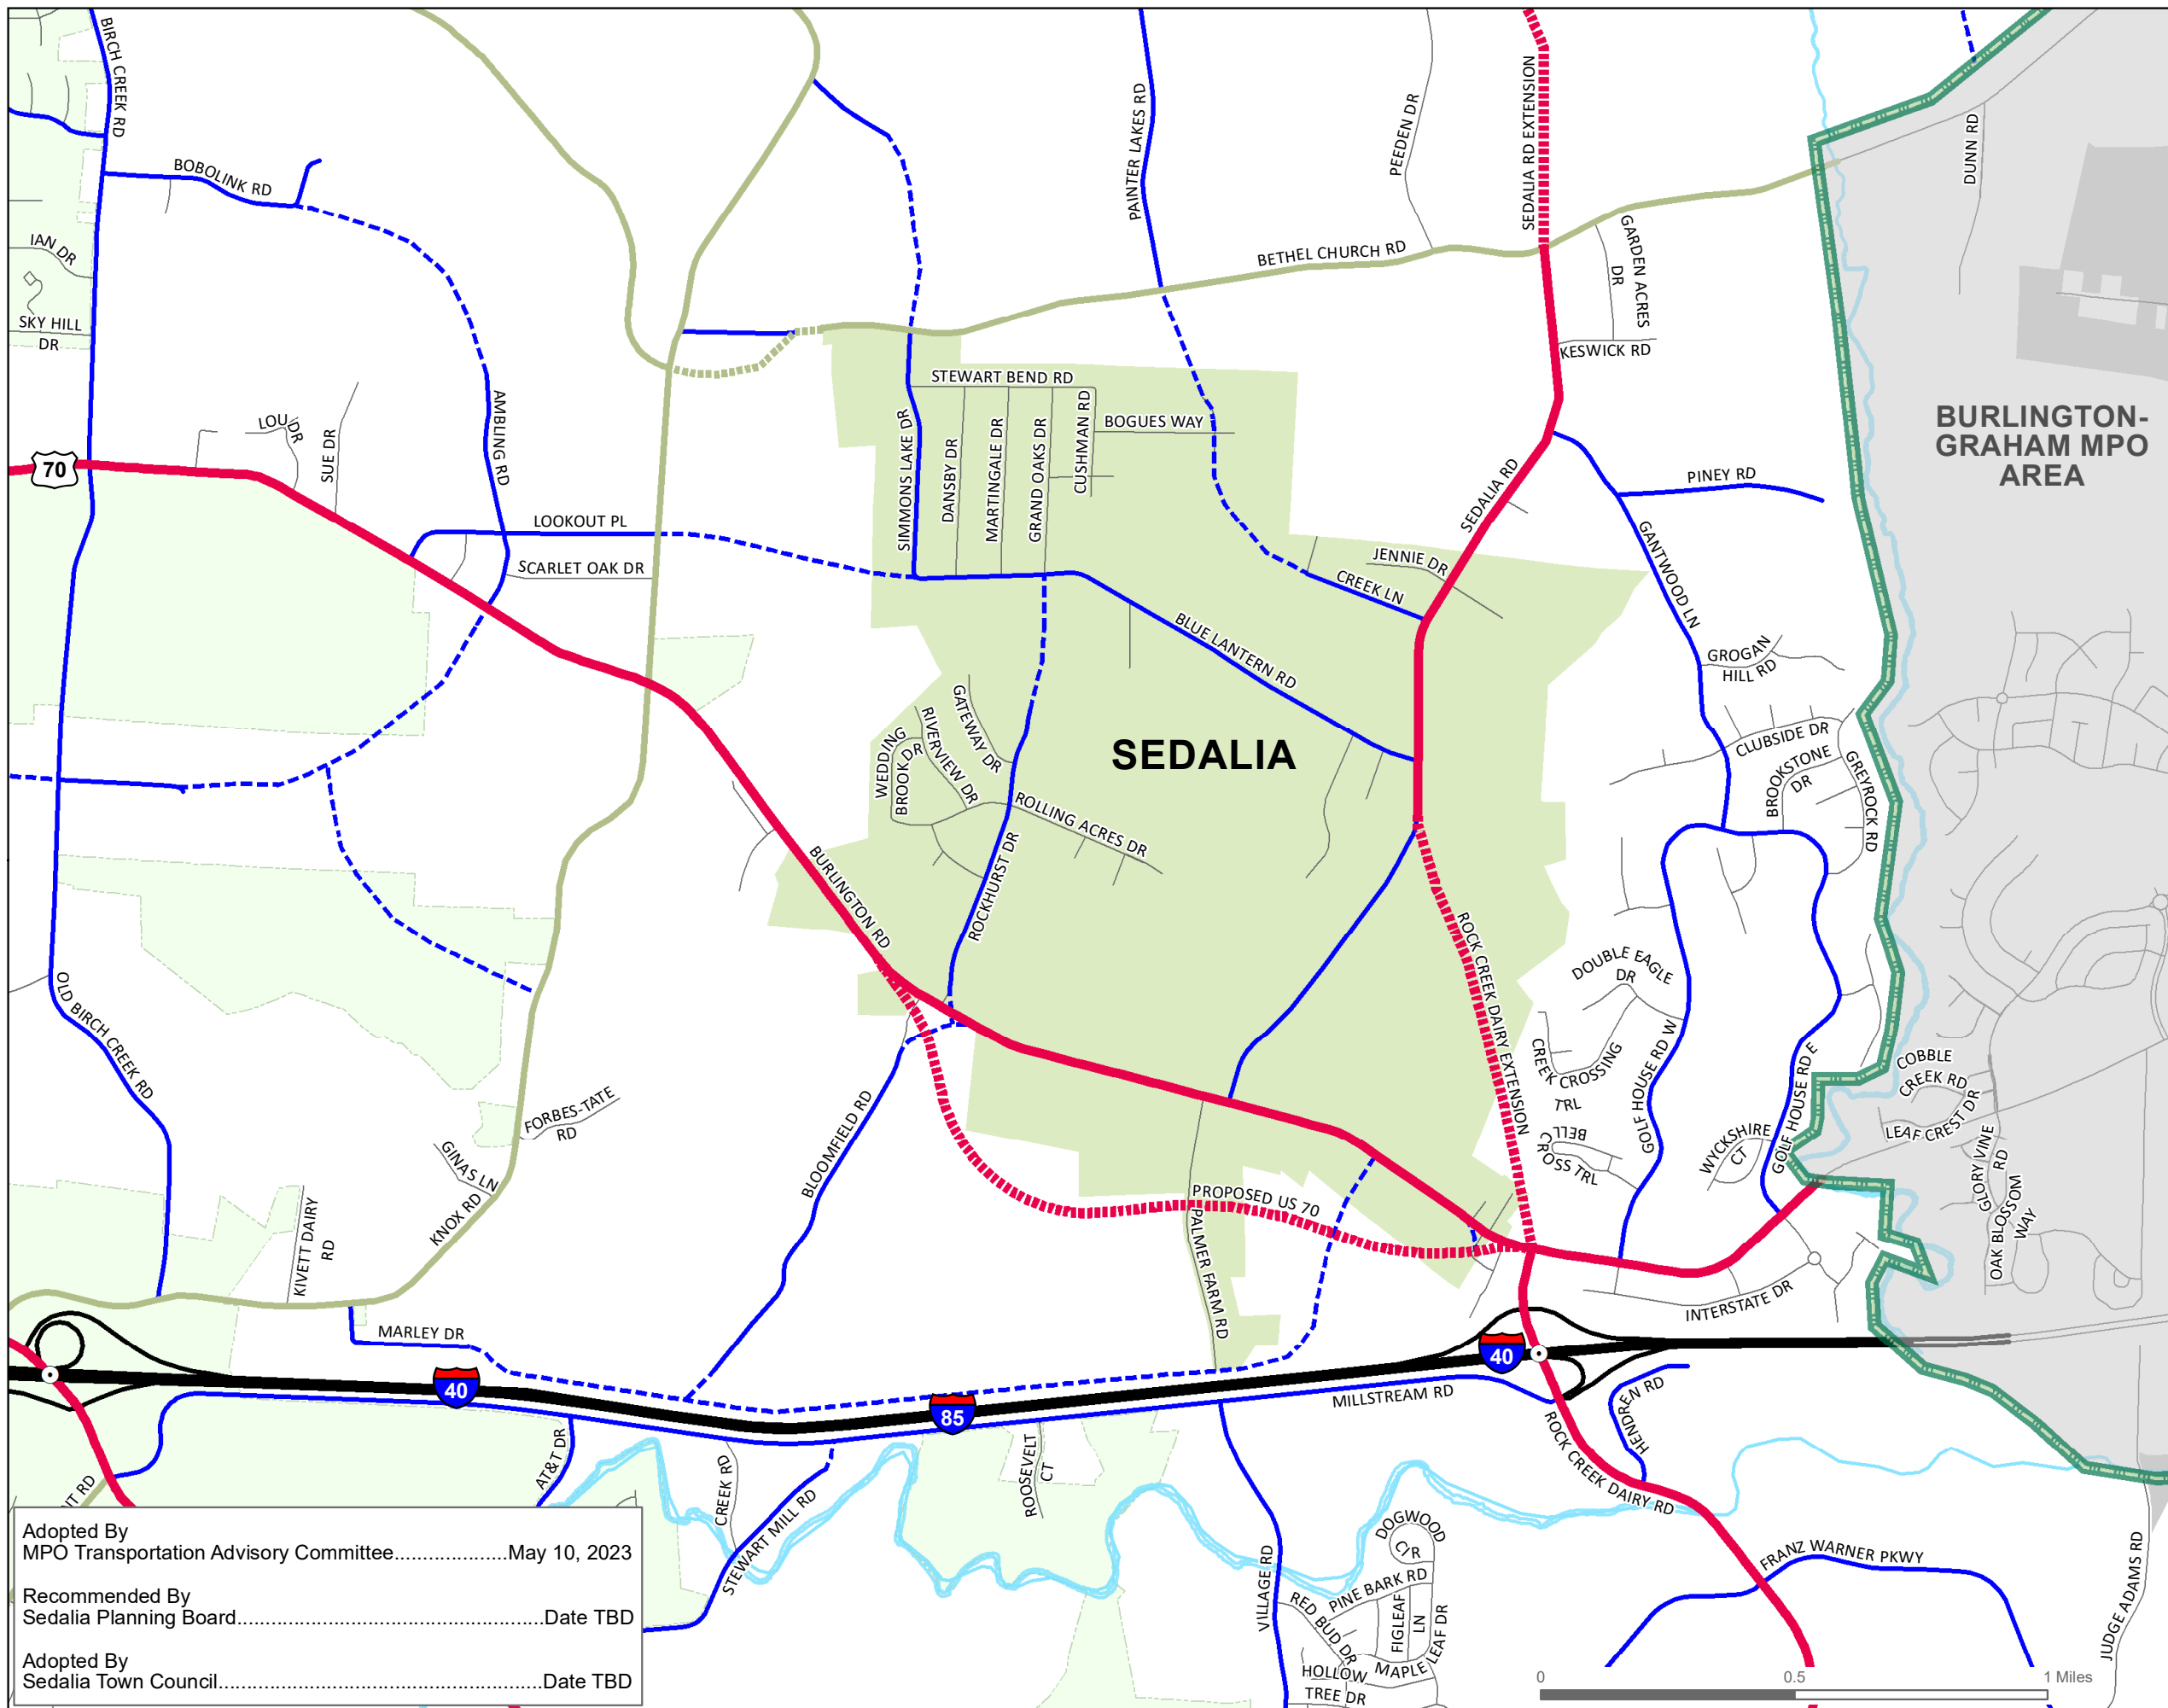 BIRCH CREEK RD
BOBOLINK RD
IAN DR
SKY HILL
DR
70
LOU DR
SUE DR
AMBLING RD
LOOKOUT PL
SCARLET OAK DR
PAINTER LAKES RD
PEEDEN DR
SEDALIA RD EXTENSION
BETHEL CHURCH RD
GARDEN ACRES
DR
KESWICK RD
DUNN RD
BURLINGTON-
GRAHAM MPO
AREA
STEWART BEND RD
SIMMONS LAKE DR
DANSBY DR
MARTINGALE DR
GRAND OAKS DR
CUSHMAN RD
BOGUES WAY
SEDALIA RD
PINEY RD
GANTWOOD LN
JENNIE DR
CREEK LN
BLUE LANTERN RD
GROGAN
HILL RD
SEDALIA
WEDDING
BROOK DR
RIVERVIEW DR
GATEWAY DR
ROLLING ACRES DR
ROCKHURST DR
BURLINGTON RD
CLUBSIDE DR
BROOKSTONE
DR
GREYROCK RD
ROCK CREEK DAIRY EXTENSION
DOUBLE EAGLE
DR
CREEK CROSSING
TRL
BELL
CROSS TRL
GOLF HOUSE RD W
GOLF HOUSE RD E
WYCKSHIRE
CT
COBBLE
CREEK RD
LEAF CREST DR
GLORY VINE
RD
OAK BLOSSOM
WAY
OLD BIRCH CREEK RD
FORBES-TATE
RD
GINAS LN
KNOX RD
KIVETT DAIRY
RD
BLOOMFIELD RD
PROPOSED US 70
PALMER FARM RD
INTERSTATE DR
MARLEY DR
40
85
40
MILLSTREAM RD
HENDREN RD
ROCK CREEK DAIRY RD
AT&T DR
CREEK RD
STEWART MILL RD
ROOSEVELT
CT
VILLAGE RD
DOGWOOD
CIR
PINE BARK RD
RED BUD DR
FIGLEAF
LN
MAPLE LEAF DR
HOLLOW
TREE DR
FRANZ WARNER PKWY
JUDGE ADAMS RD
NT RD
Adopted By
MPO Transportation Advisory Committee....................May 10, 2023
Recommended By
Sedalia Planning Board......................................................Date TBD
Adopted By
Sedalia Town Council.........................................................Date TBD
0 0.5 1 Miles